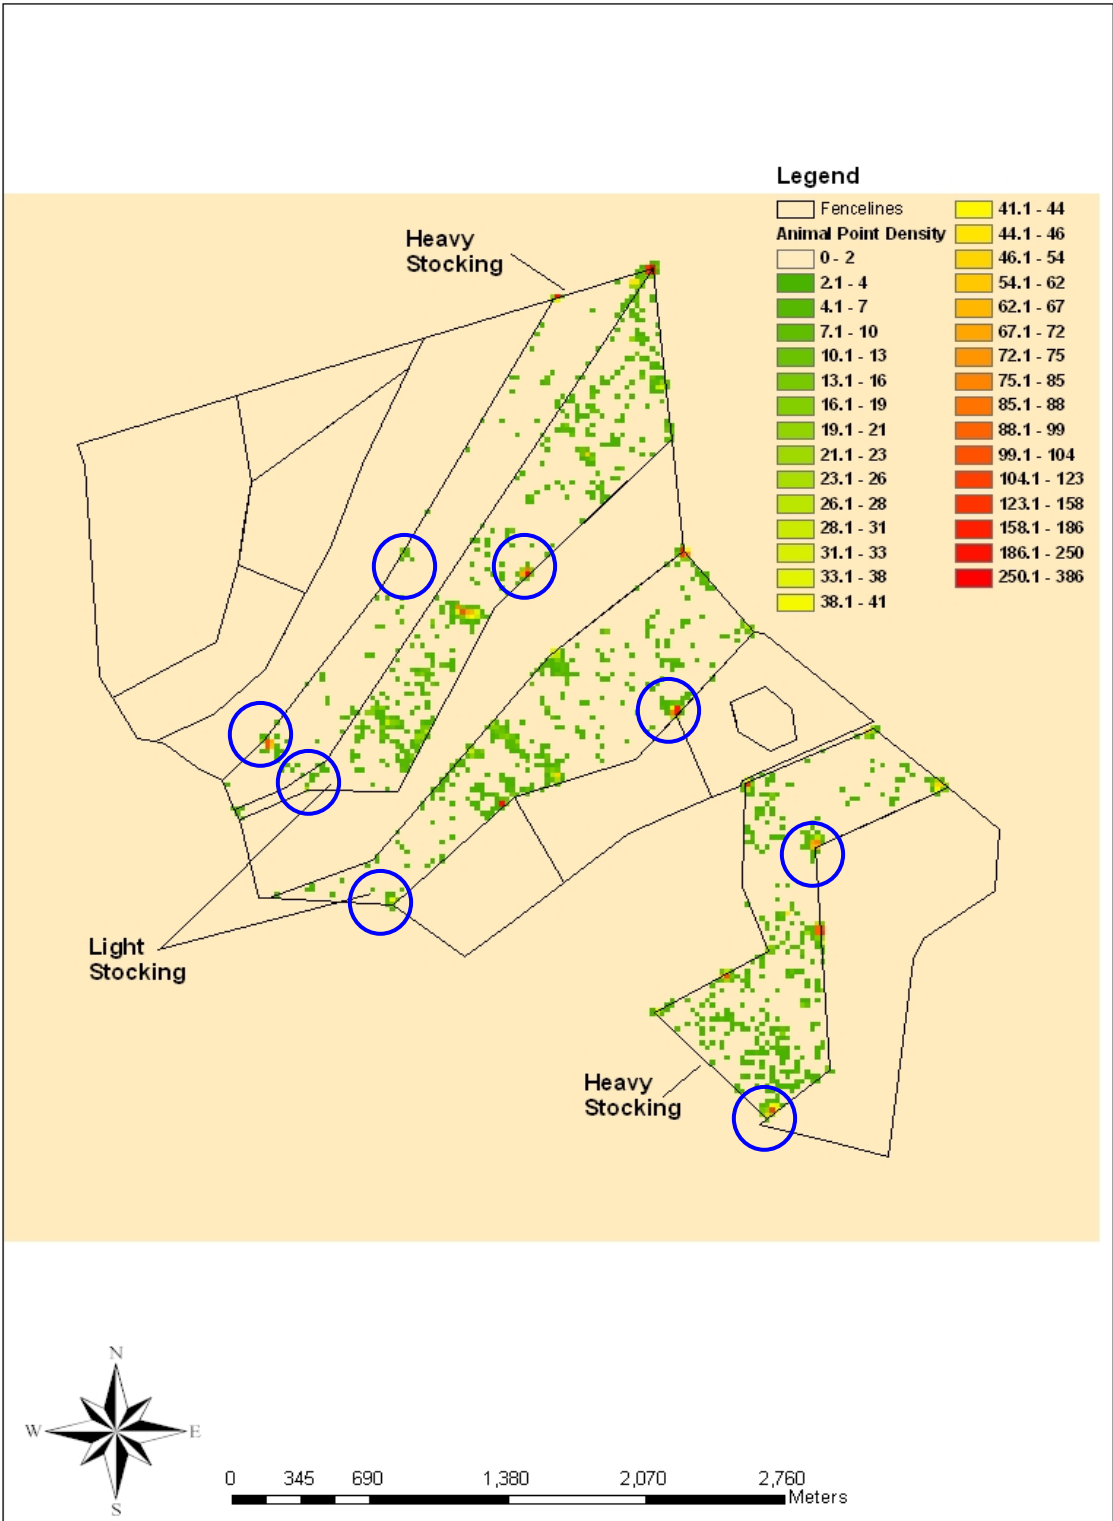 Legend
Fencelines
Animal Point Density
0 - 2
2.1 - 4
4.1 - 7
7.1 - 10
10.1 - 13
13.1 - 16
16.1 - 19
19.1 - 21
21.1 - 23
23.1 - 26
26.1 - 28
28.1 - 31
31.1 - 33
33.1 - 38
38.1 - 41
41.1 - 44
44.1 - 46
46.1 - 54
54.1 - 62
62.1 - 67
67.1 - 72
72.1 - 75
75.1 - 85
85.1 - 88
88.1 - 99
99.1 - 104
104.1 - 123
123.1 - 158
158.1 - 186
186.1 - 250
250.1 - 386
Heavy
Stocking
Light
Stocking
Heavy
Stocking
N
W E
S
0 345 690 1,380 2,070 2,760
Meters